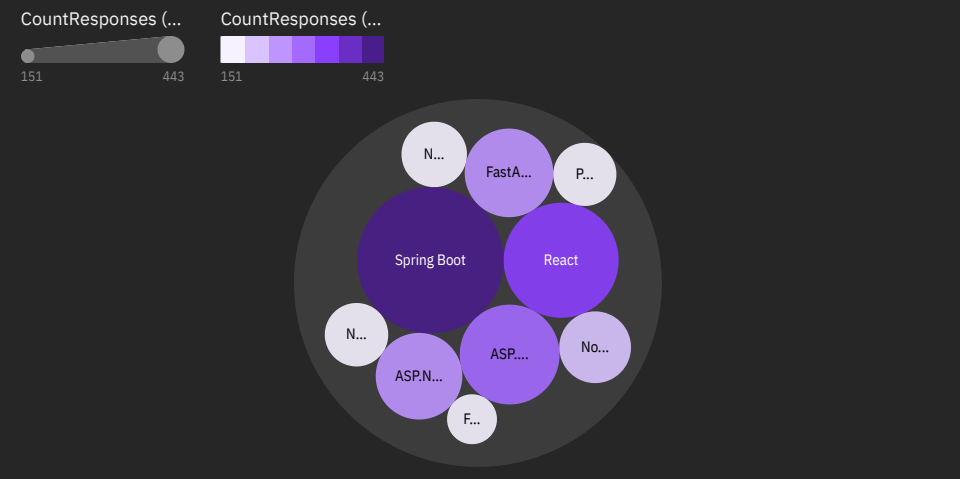 CountResponses (...
CountResponses (...
151
443
151
443
N...
FastA...
P...
Spring Boot
React
N...
ASP....
No...
ASP.N...
F...